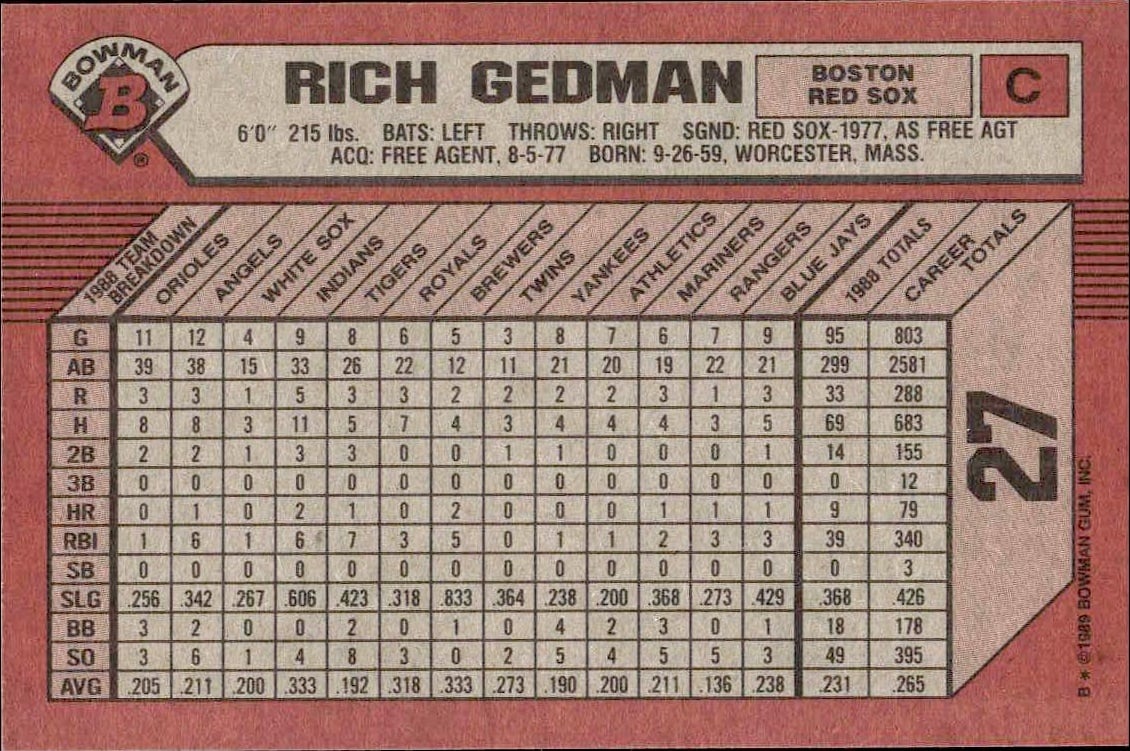 BOWMAN
B
®
RICH GEDMAN
BOSTON
RED SOX
C
6'0" 215 lbs. BATS: LEFT THROWS: RIGHT SGND: RED SOX-1977, AS FREE AGT
ACQ: FREE AGENT, 8-5-77 BORN: 9-26-59, WORCESTER, MASS.
1988 TEAM BREAKDOWN ORIOLES ANGELS WHITE SOX INDIANS TIGERS ROYALS BREWERS TWINS YANKEES ATHLETICS MARINERS RANGERS BLUE JAYS 1988 TOTALS CAREER TOTALS
G 11 12 4 9 8 6 5 3 8 7 6 7 9 95 803
AB 39 38 15 33 26 22 12 11 21 20 19 22 21 299 2581
R 3 3 1 5 3 3 2 2 2 2 3 1 3 33 288
H 8 8 3 11 5 7 4 3 4 4 4 3 5 69 683
2B 2 2 1 3 3 0 0 1 1 0 0 0 1 14 155
3B 0 0 0 0 0 0 0 0 0 0 0 0 0 0 12
HR 0 1 0 2 1 0 2 0 0 0 1 1 1 9 79
RBI 1 6 1 6 7 3 5 0 1 1 2 3 3 39 340
SB 0 0 0 0 0 0 0 0 0 0 0 0 0 0 3
SLG .256 .342 .267 .606 .423 .318 .833 .364 .238 .200 .368 .273 .429 .368 .426
BB 3 2 0 0 2 0 1 0 4 2 3 0 1 18 178
SO 3 6 1 4 8 3 0 2 5 4 5 5 3 49 395
AVG .205 .211 .200 .333 .192 .318 .333 .273 .190 .200 .211 .136 .238 .231 .265
27
B * ©1989 BOWMAN GUM, INC.